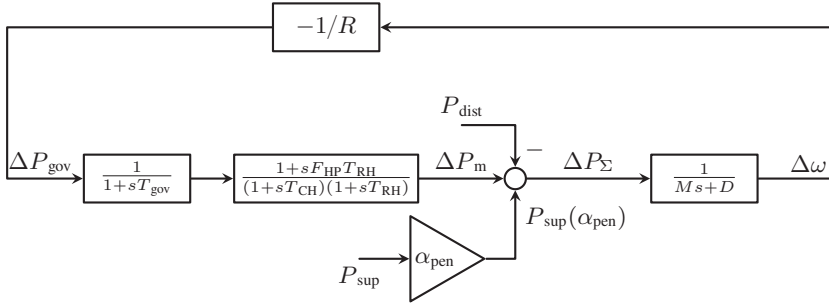 −1/R
P_dist
−
ΔP_gov
1
1+sT_gov
1+sF_HP T_RH
(1+sT_CH)(1+sT_RH)
ΔP_m
ΔP_Σ
1
Ms+D
Δω
P_sup(α_pen)
P_sup
α_pen